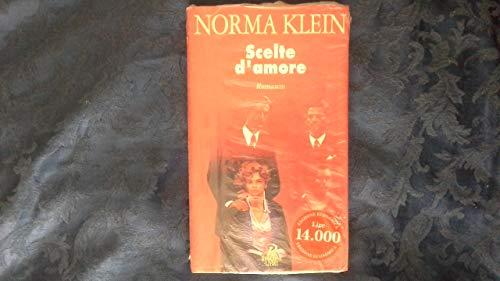 NORMA KLEIN
Scelte
d'amore
Romanzo
Lire
14.000